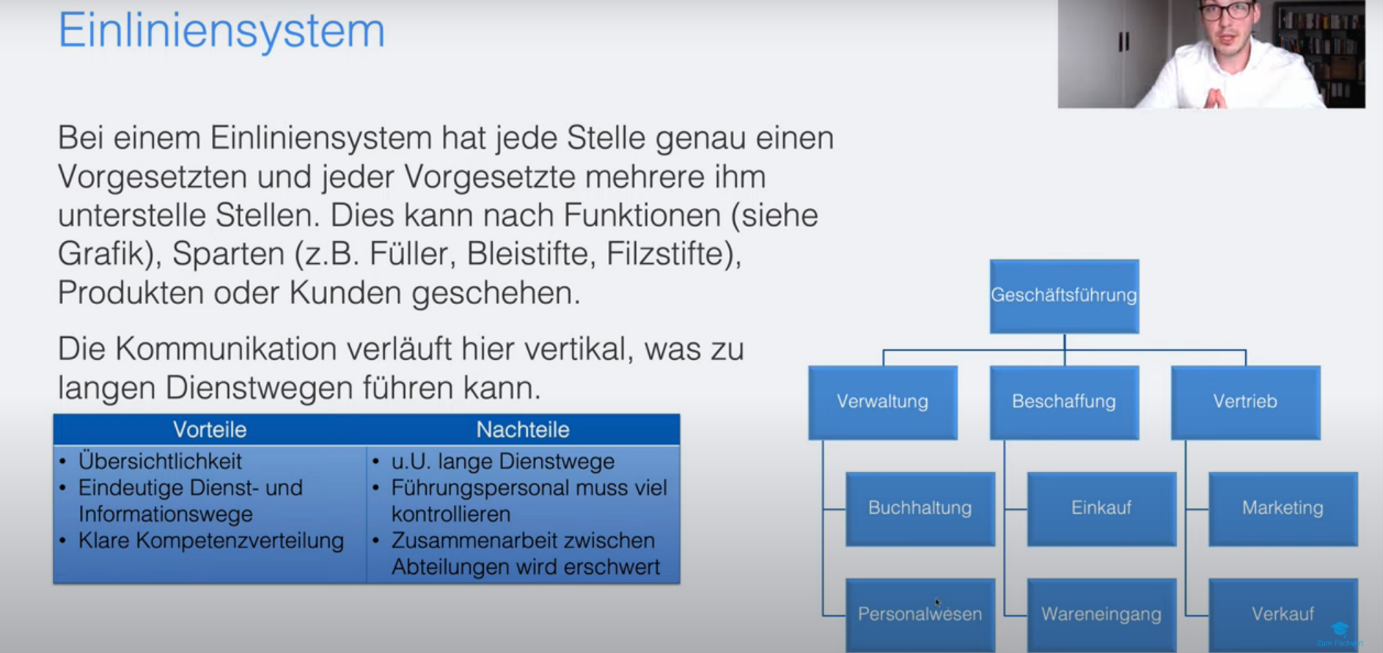 Einliniensystem
Bei einem Einliniensystem hat jede Stelle genau einen
Vorgesetzten und jeder Vorgesetzte mehrere ihm
unterstelle Stellen. Dies kann nach Funktionen (siehe
Grafik), Sparten (z.B. Füller, Bleistifte, Filzstifte),
Produkten oder Kunden geschehen.
Die Kommunikation verläuft hier vertikal, was zu
langen Dienstwegen führen kann.
Vorteile
• Übersichtlichkeit
• Eindeutige Dienst- und
Informationswege
• Klare Kompetenzverteilung
Nachteile
• u.U. lange Dienstwege
• Führungspersonal muss viel
kontrollieren
• Zusammenarbeit zwischen
Abteilungen wird erschwert
Geschäftsführung
Verwaltung
Beschaffung
Vertrieb
Buchhaltung
Einkauf
Marketing
Personalwesen
Wareneingang
Verkauf